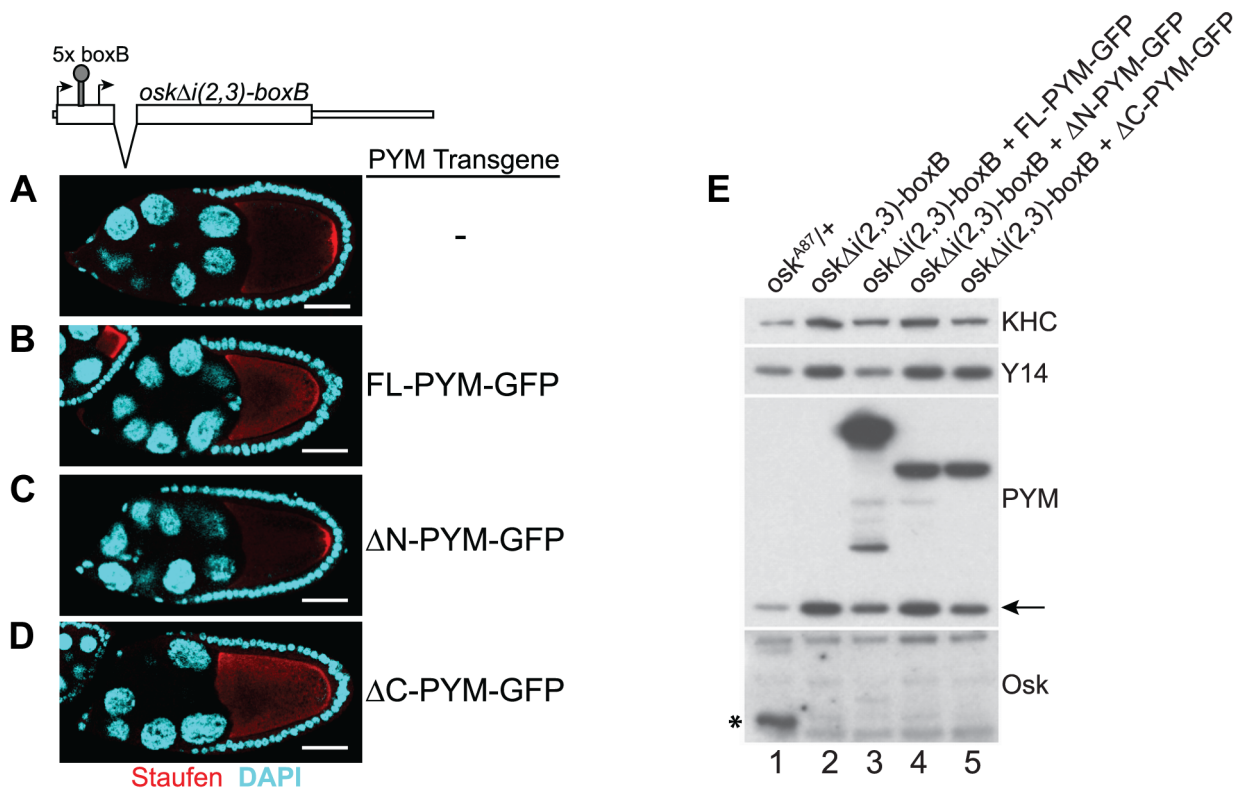 5x boxB
oskΔi(2,3)-boxB
PYM Transgene
A
-
B
FL-PYM-GFP
C
ΔN-PYM-GFP
D
ΔC-PYM-GFP
Staufen DAPI
E
oskA87/+
oskΔi(2,3)-boxB
oskΔi(2,3)-boxB + FL-PYM-GFP
oskΔi(2,3)-boxB + ΔN-PYM-GFP
oskΔi(2,3)-boxB + ΔC-PYM-GFP
KHC
Y14
PYM
Osk
*
1 2 3 4 5